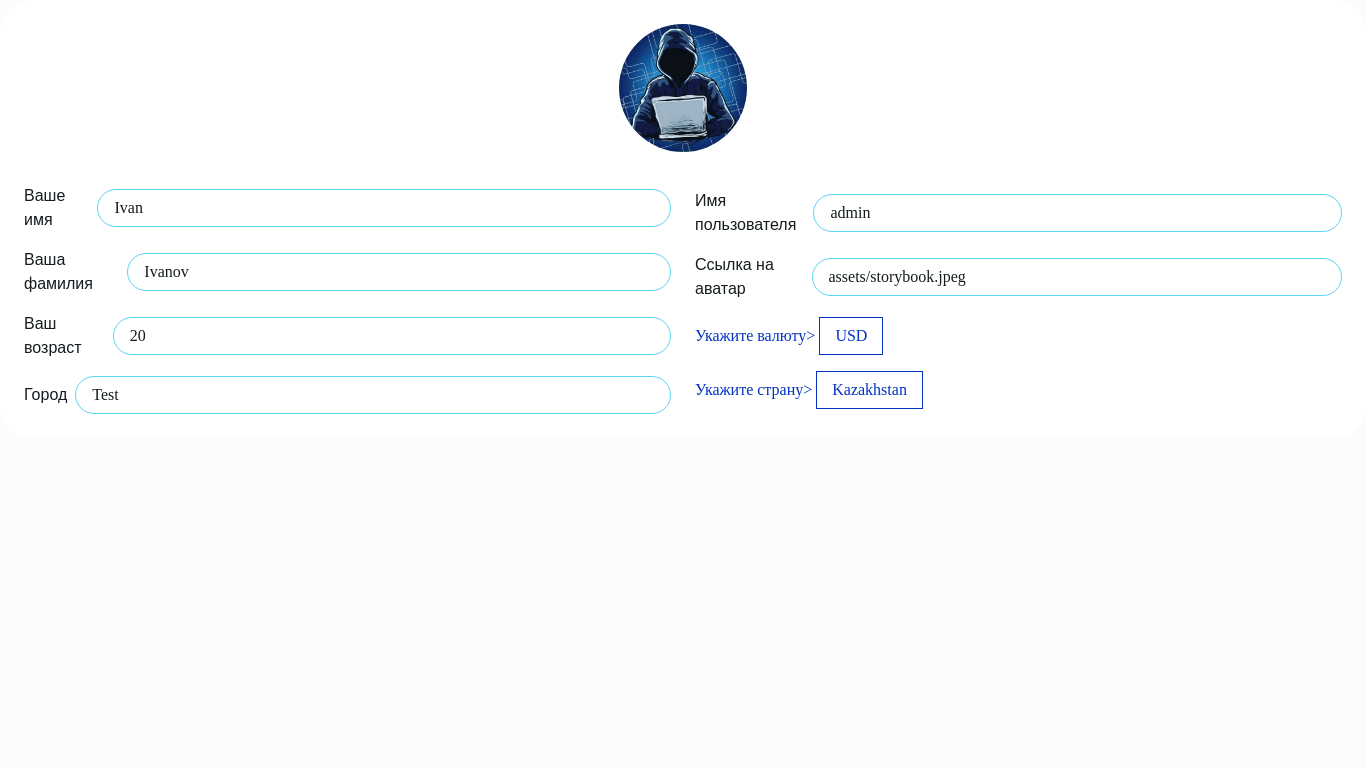 Ваше
имя
Ivan
Ваша
фамилия
Ivanov
Ваш
возраст
20
Город
Test
Имя
пользователя
admin
Ссылка на
аватар
assets/storybook.jpeg
Укажите валюту>
USD
Укажите страну>
Kazakhstan